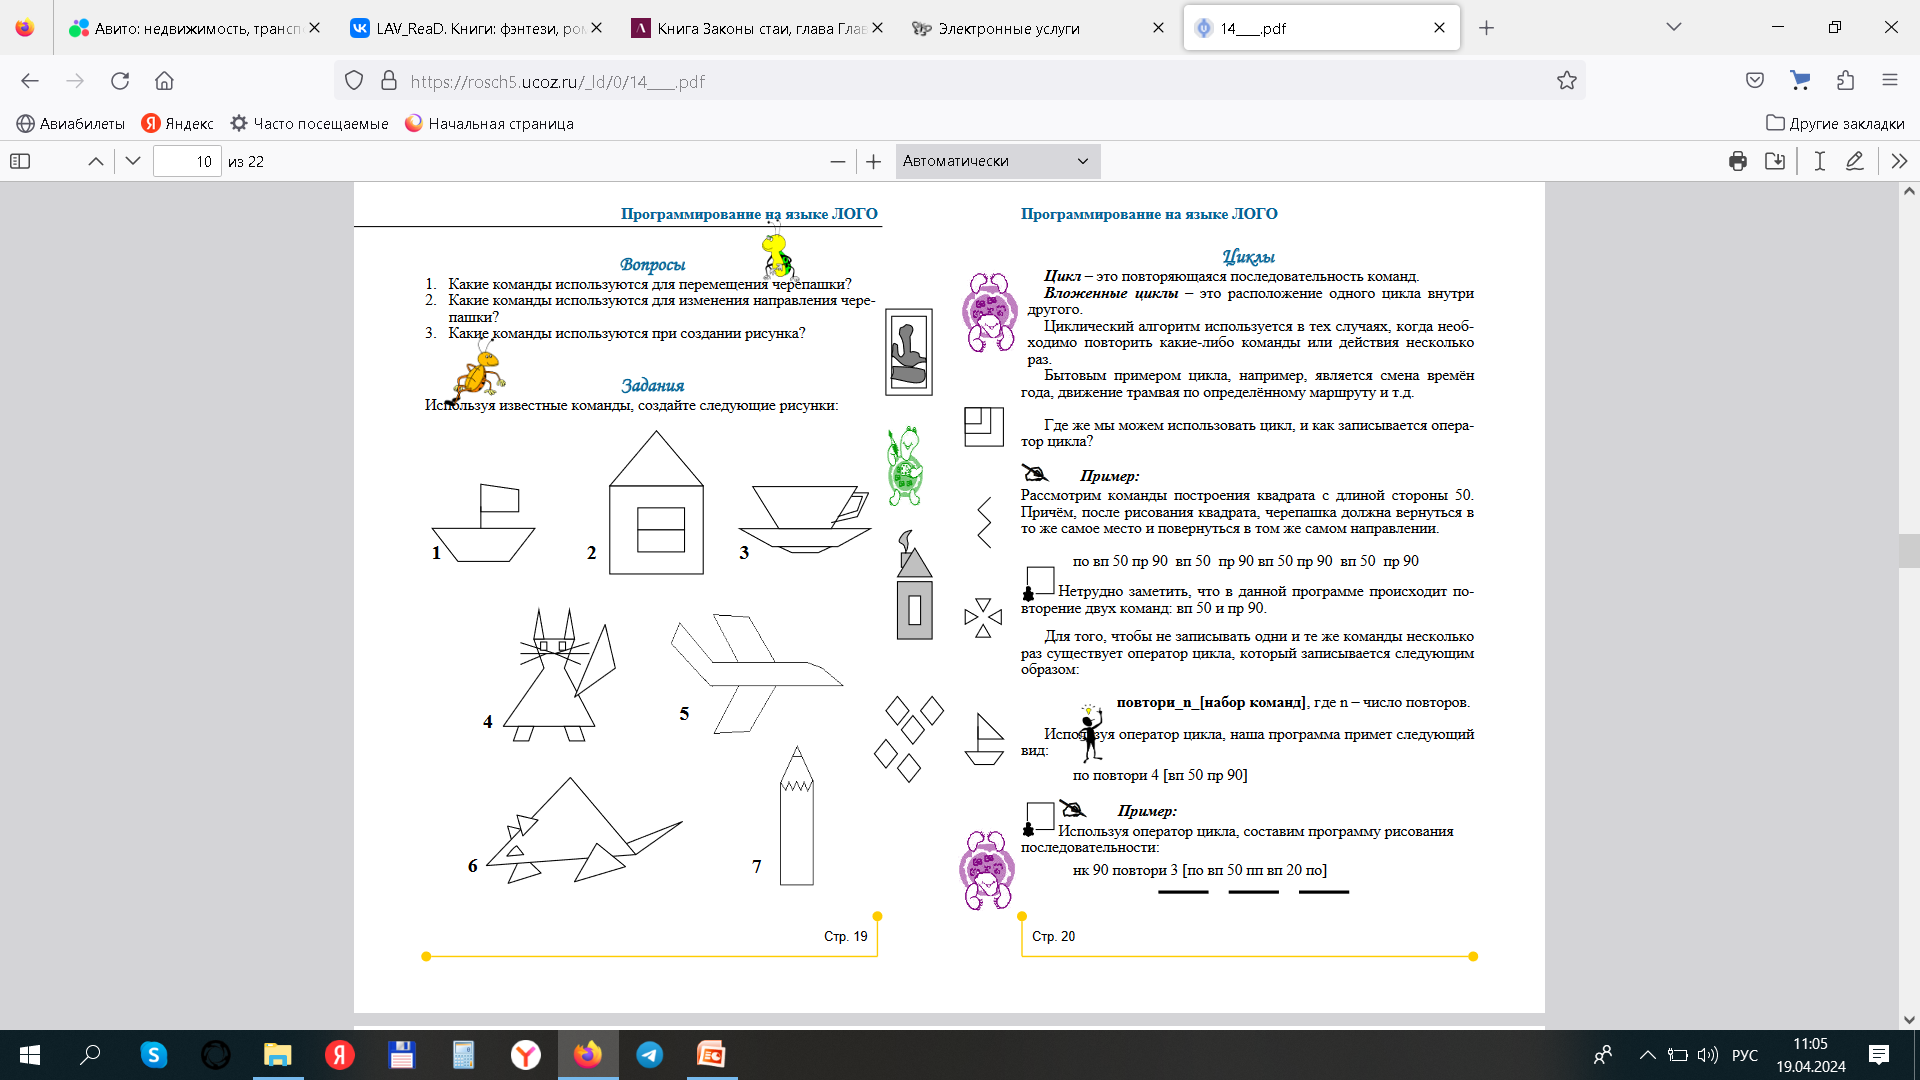 Авито: недвижимость, трансп
LAV_ReaD. Книги: фэнтези, ром
Книга Законы стаи, глава Глав
Электронные услуги
14___.pdf
https://rosch5.ucoz.ru/_ld/0/14___.pdf
Авиабилеты
Яндекс
Часто посещаемые
Начальная страница
Другие закладки
10
из 22
Автоматически
Программирование на языке ЛОГО
Вопросы
1. Какие команды используются для перемещения черепашки?
2. Какие команды используются для изменения направления чере-
пашки?
3. Какие команды используются при создании рисунка?
Задания
Используя известные команды, создайте следующие рисунки:
1
2
3
4
5
6
7
Стр. 19
Программирование на языке ЛОГО
Циклы
Цикл – это повторяющаяся последовательность команд.
Вложенные циклы – это расположение одного цикла внутри
другого.
Циклический алгоритм используется в тех случаях, когда необ-
ходимо повторить какие-либо команды или действия несколько
раз.
Бытовым примером цикла, например, является смена времён
года, движение трамвая по определённому маршруту и т.д.
Где же мы можем использовать цикл, и как записывается опера-
тор цикла?
Пример:
Рассмотрим команды построения квадрата с длиной стороны 50.
Причём, после рисования квадрата, черепашка должна вернуться в
то же самое место и повернуться в том же самом направлении.
по вп 50 пр 90 вп 50 пр 90 вп 50 пр 90 вп 50 пр 90
Нетрудно заметить, что в данной программе происходит по-
вторение двух команд: вп 50 и пр 90.
Для того, чтобы не записывать одни и те же команды несколько
раз существует оператор цикла, который записывается следующим
образом:
повтори_n_[набор команд], где n – число повторов.
Используя оператор цикла, наша программа примет следующий
вид:
по повтори 4 [вп 50 пр 90]
Пример:
Используя оператор цикла, составим программу рисования
последовательности:
нк 90 повтори 3 [по вп 50 пп вп 20 по]
Стр. 20
РУС
11:05
19.04.2024